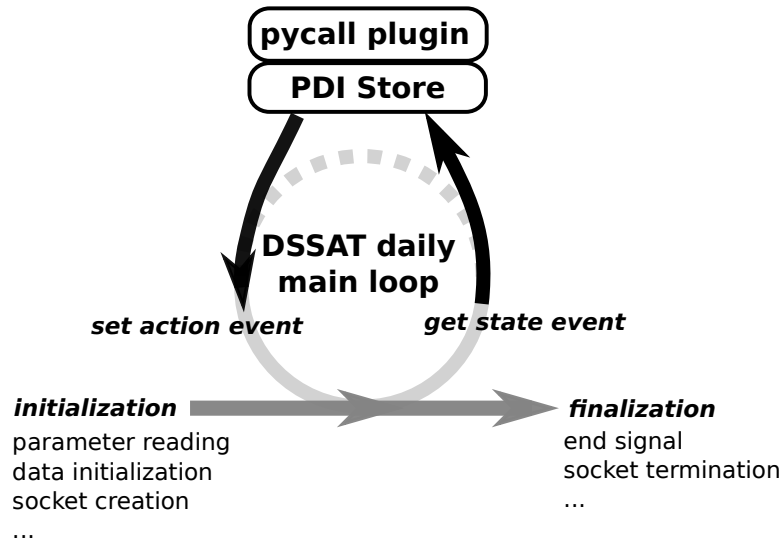 pycall plugin
PDI Store
DSSAT daily
main loop
set action event
get state event
initialization
parameter reading
data initialization
socket creation
...
finalization
end signal
socket termination
...